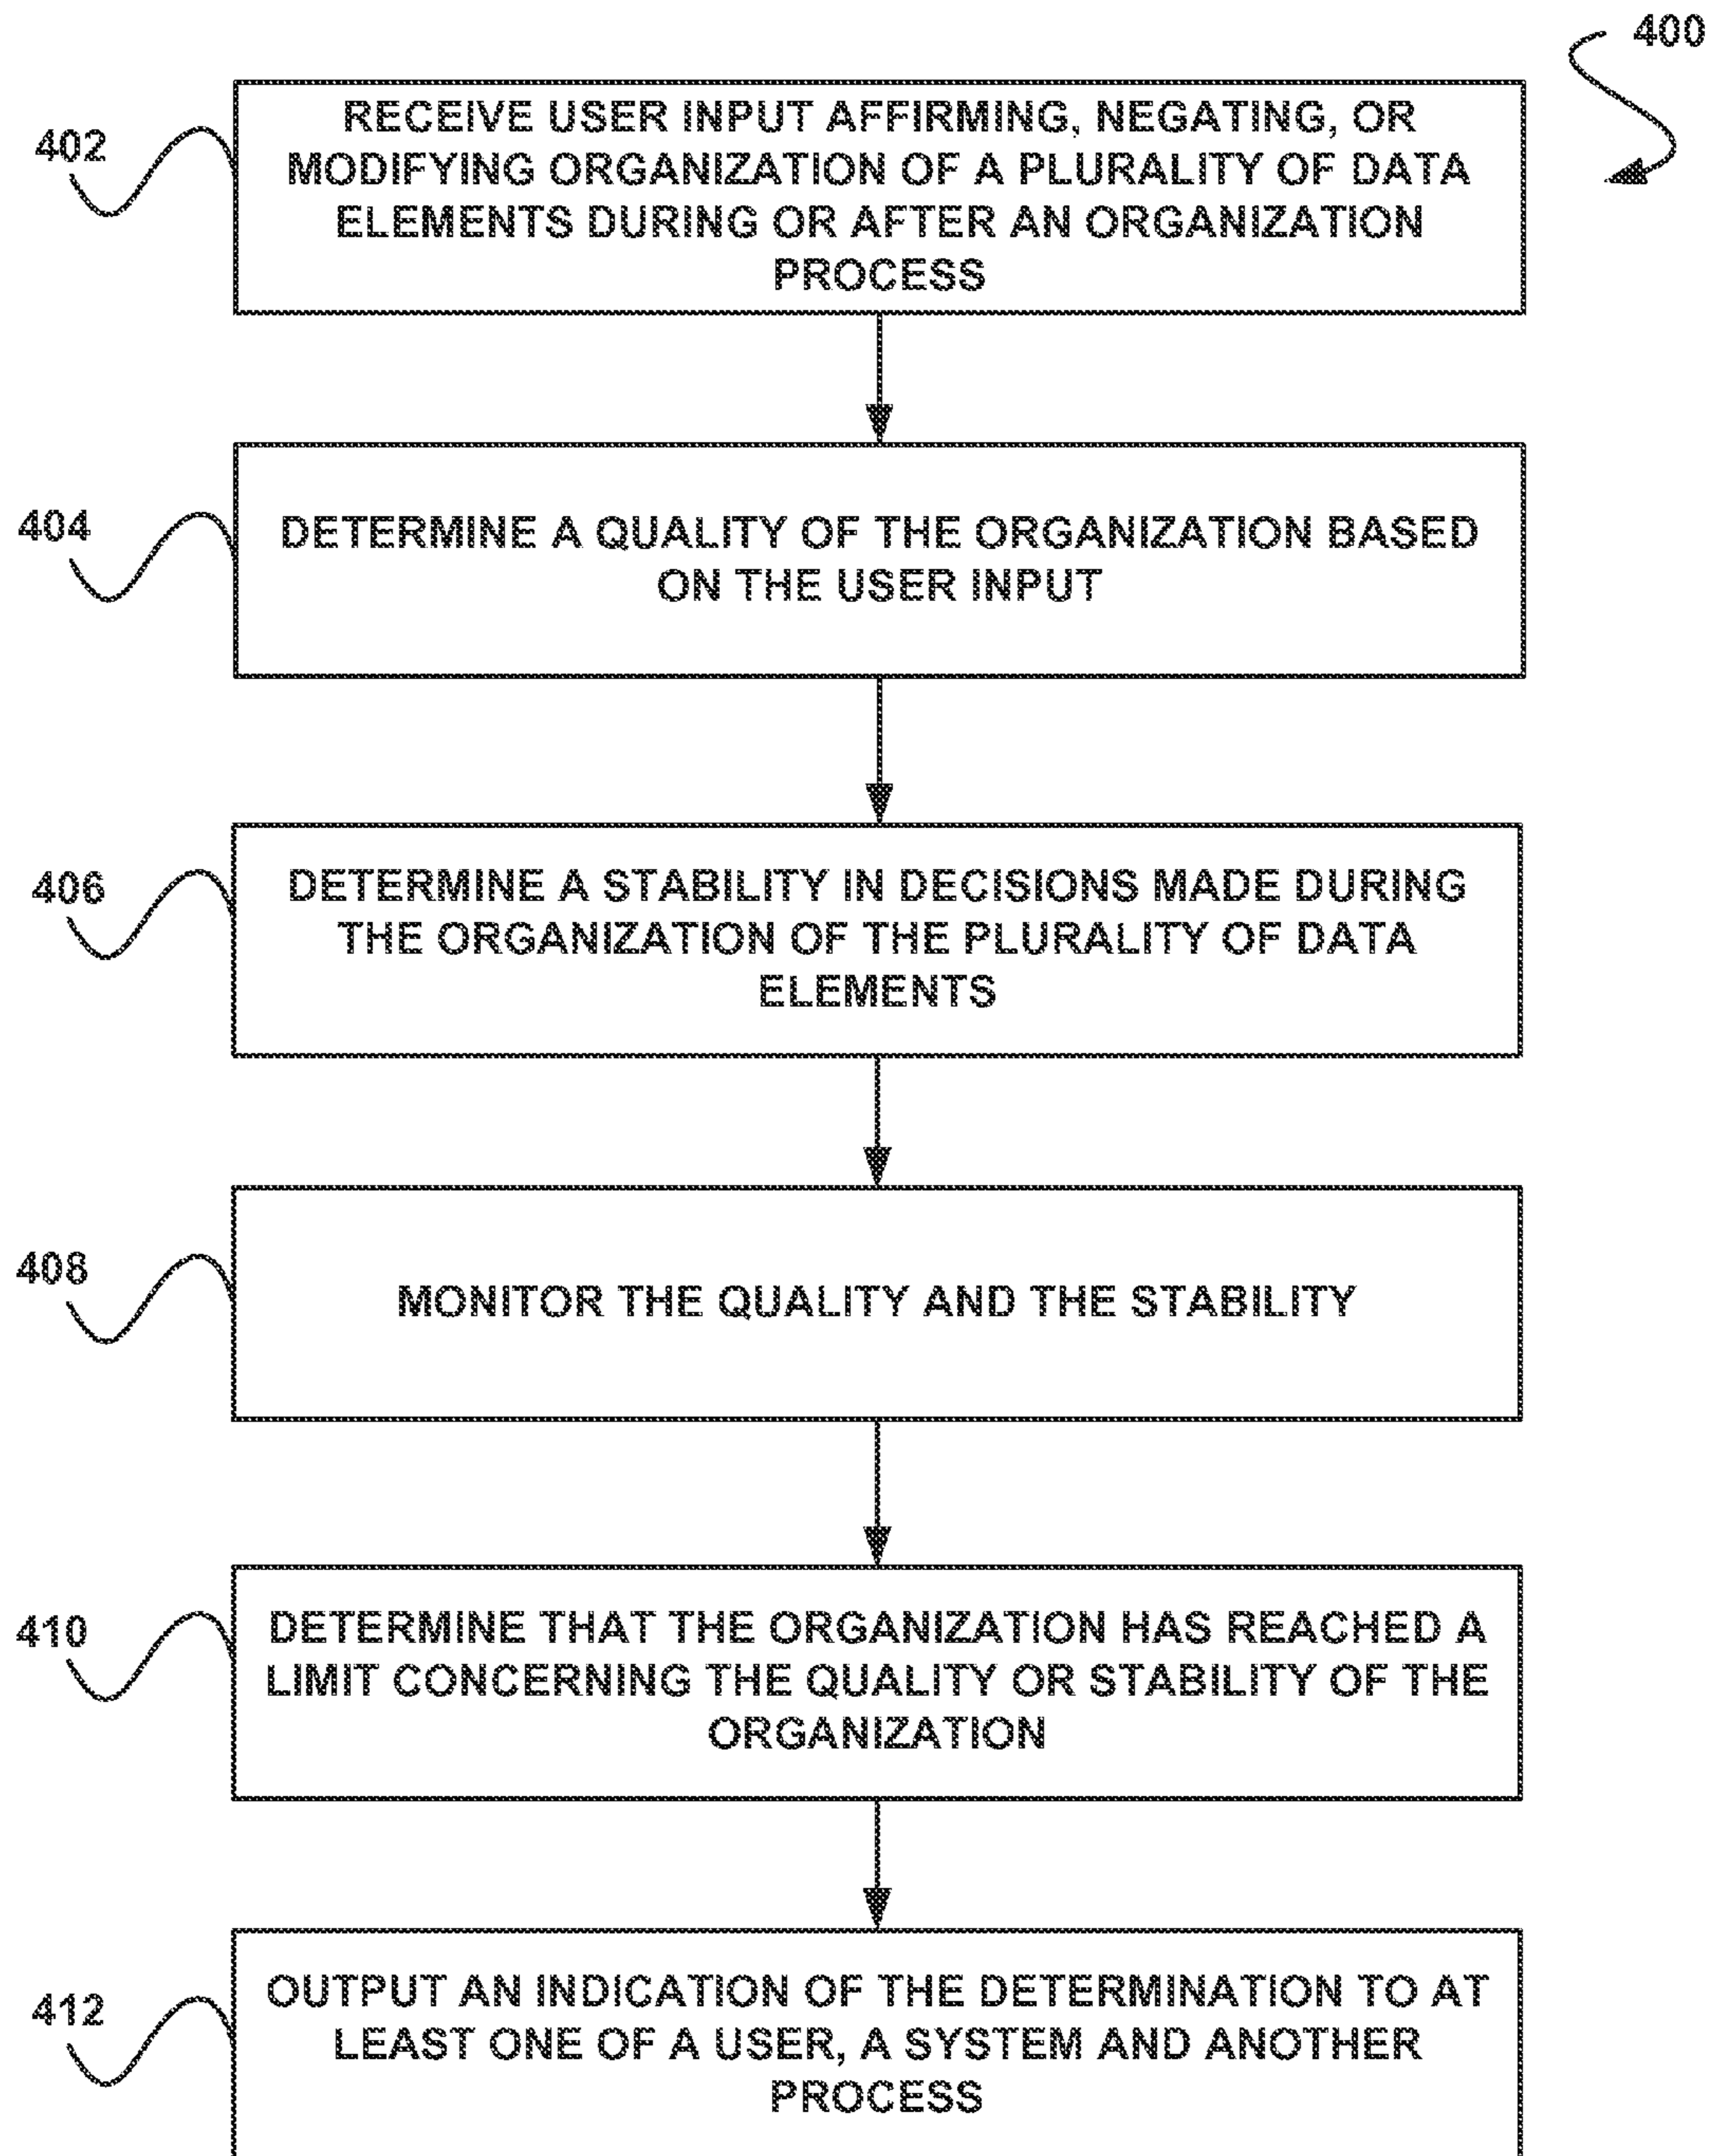 400
402
RECEIVE USER INPUT AFFIRMING, NEGATING, OR
MODIFYING ORGANIZATION OF A PLURALITY OF DATA
ELEMENTS DURING OR AFTER AN ORGANIZATION
PROCESS
404
DETERMINE A QUALITY OF THE ORGANIZATION BASED
ON THE USER INPUT
406
DETERMINE A STABILITY IN DECISIONS MADE DURING
THE ORGANIZATION OF THE PLURALITY OF DATA
ELEMENTS
408
MONITOR THE QUALITY AND THE STABILITY
410
DETERMINE THAT THE ORGANIZATION HAS REACHED A
LIMIT CONCERNING THE QUALITY OR STABILITY OF THE
ORGANIZATION
412
OUTPUT AN INDICATION OF THE DETERMINATION TO AT
LEAST ONE OF A USER, A SYSTEM AND ANOTHER
PROCESS